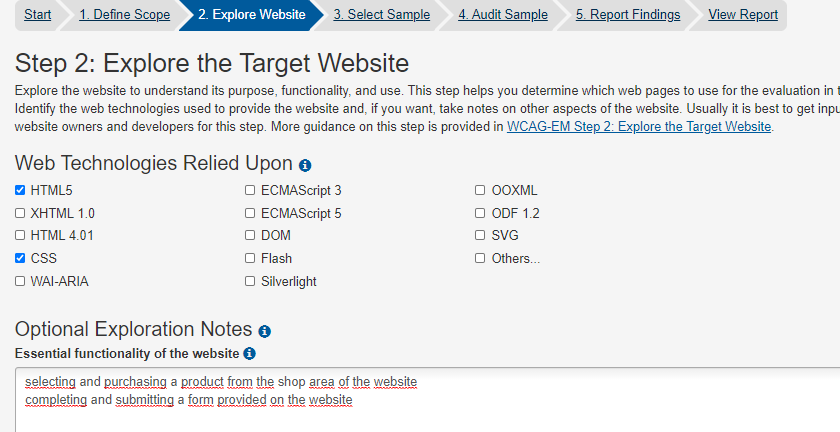 Start
1. Define Scope
2. Explore Website
3. Select Sample
4. Audit Sample
5. Report Findings
View Report
Step 2: Explore the Target Website
Explore the website to understand its purpose, functionality, and use. This step helps you determine which web pages to use for the evaluation in
Identify the web technologies used to provide the website and, if you want, take notes on other aspects of the website. Usually it is best to get
website owners and developers for this step. More guidance on this step is provided in WCAG-EM Step 2: Explore the Target Website.
Web Technologies Relied Upon
HTML5
XHTML 1.0
HTML 4.01
CSS
WAI-ARIA
ECMAScript 3
ECMAScript 5
DOM
Flash
Silverlight
OOXML
ODF 1.2
SVG
Others...
Optional Exploration Notes
Essential functionality of the website
selecting and purchasing a product from the shop area of the website
completing and submitting a form provided on the website